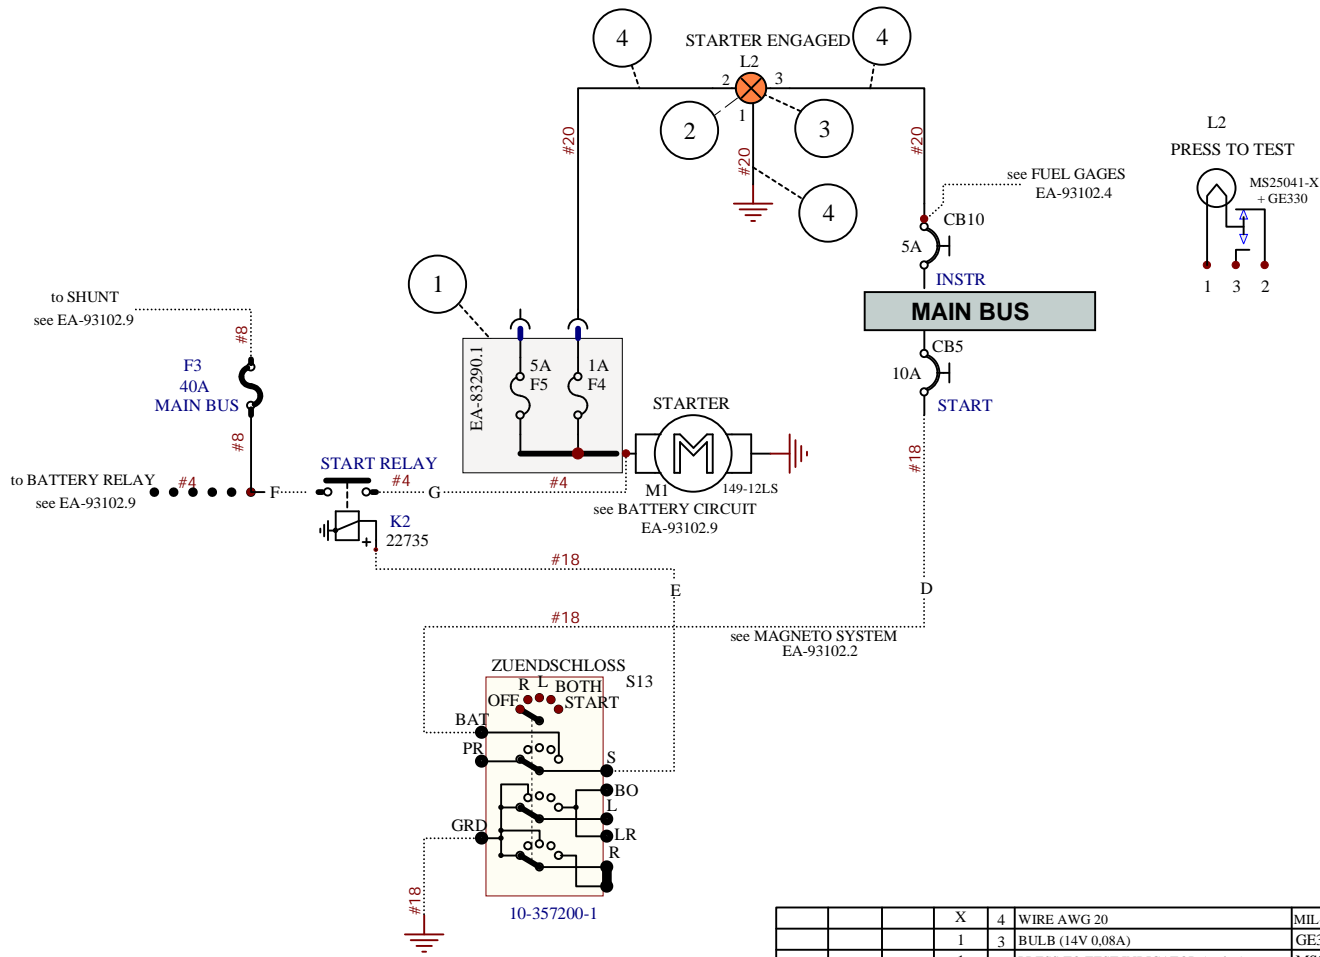 4
STARTER ENGAGED
4
L2
2
3
1
2
3
4
#20
#20
#20
L2
PRESS TO TEST
MS25041-X
+ GE330
1 3 2
see FUEL GAGES
EA-93102.4
CB10
5A
INSTR
MAIN BUS
CB5
10A
START
1
to SHUNT
see EA-93102.9
#8
F3
40A
MAIN BUS
#8
EA-83290.1
5A
F5
1A
F4
STARTER
M
M1
149-12LS
see BATTERY CIRCUIT
EA-93102.9
to BATTERY RELAY
#4
see EA-93102.9
F
START RELAY
#4
G
#4
K2
22735
+
#18
#18
E
D
#18
see MAGNETO SYSTEM
EA-93102.2
ZUENDSCHLOSS
S13
OFF R L BOTH
START
BAT
PR
S
BO
L
GRD
LR
R
#18
10-357200-1
X 4 WIRE AWG 20 MIL
1 3 BULB (14V 0,08A) GE3